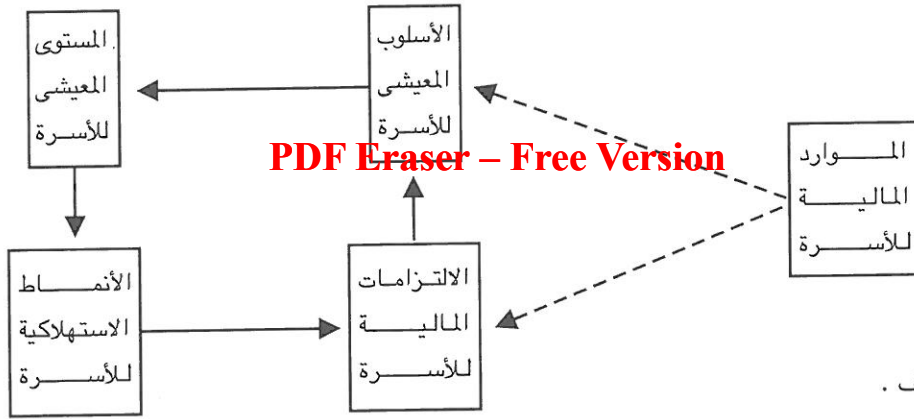 المستوى
المعيشى
للأسرة
الأسلوب
المعيشى
للأسرة
PDF Eraser – Free Version
الموارد
المالية
للأسرة
الأنماط
الاستهلاكية
للأسرة
الالتزامات
المالية
للأسرة